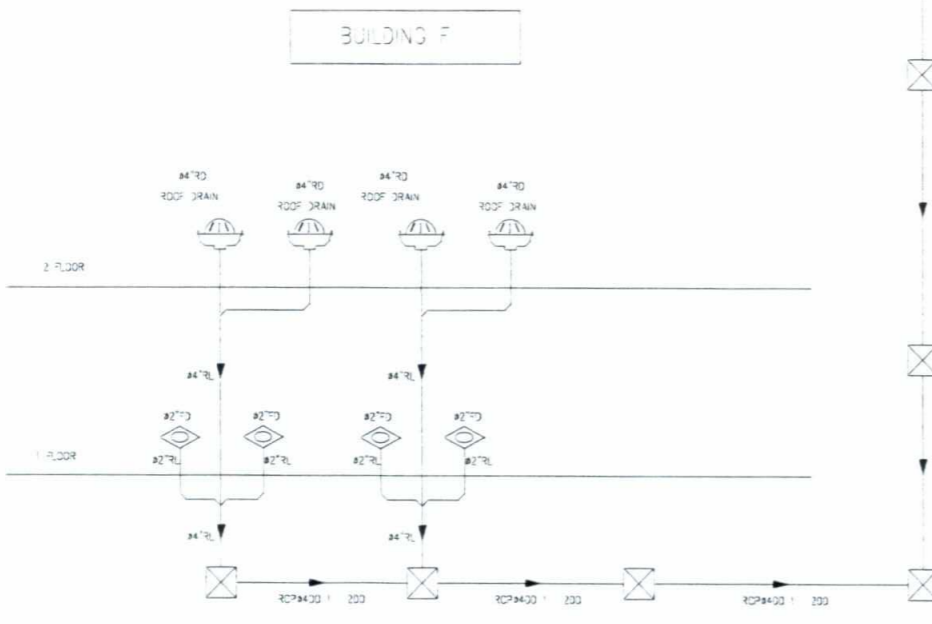 BUILDING F
ø4"RD
ROOF DRAIN
ø4"RD
ROOF DRAIN
ø4"RD
ROOF DRAIN
ø4"RD
ROOF DRAIN
2 FLOOR
ø4"RL
ø4"RL
ø2"FD
ø2"FD
ø2"FD
ø2"FD
1 FLOOR
ø2"RL
ø2"RL
ø2"RL
ø2"RL
ø4"RL
ø4"RL
RCPø400 1 200
RCPø400 1 200
RCPø400 1 200